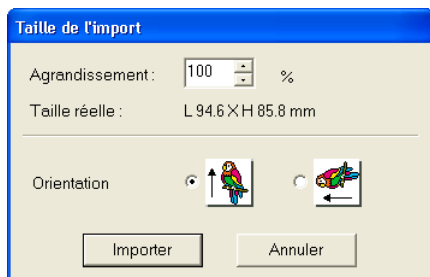 Taille de l'import
Agrandissement : 100 %
Taille réelle : L 94.6 X H 85.8 mm
Orientation
Importer Annuler